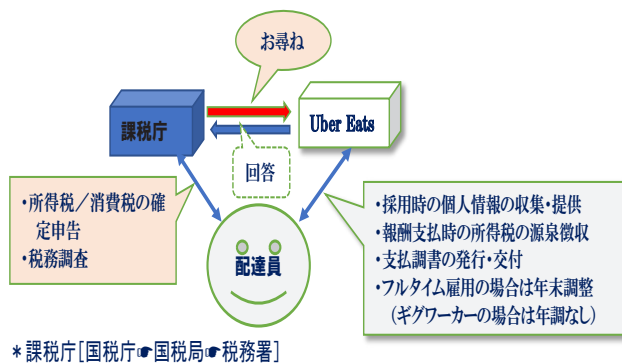 お尋ね
課税庁
Uber Eats
回答
・所得税／消費税の確
定申告
・税務調査
配達員
・採用時の個人情報の収集・提供
・報酬支払時の所得税の源泉徴収
・支払調書の発行・交付
・フルタイム雇用の場合は年末調整
（ギグワーカーの場合は年調なし）
＊課税庁［国税庁☛国税局☛税務署］